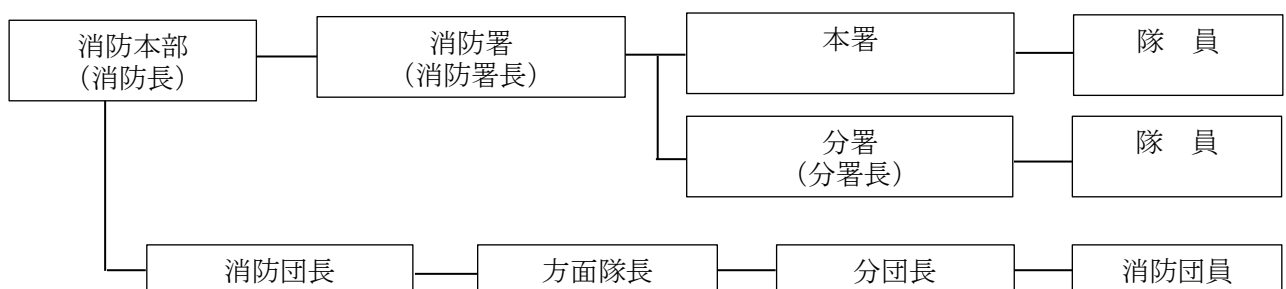 消防本部
（消防長）
消防署
（消防署長）
本署
隊　員
分署
（分署長）
隊　員
消防団長
方面隊長
分団長
消防団員